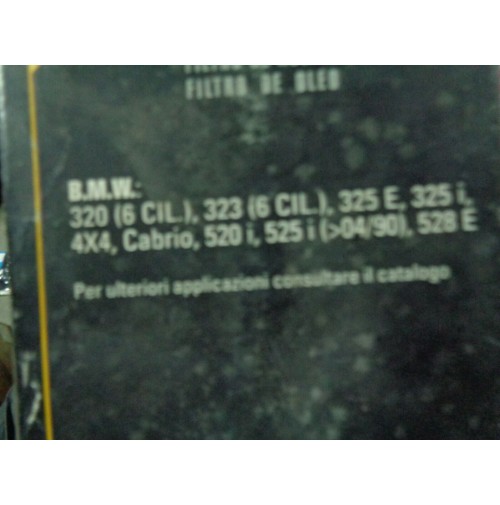 FILTRO DE OLEO
B.M.W.:
320 (6 CIL.), 323 (6 CIL.), 325 E, 325 i,
4X4, Cabrio, 520 i, 525 i (>04/90), 528 E
Per ulteriori applicazioni consultare il catalogo